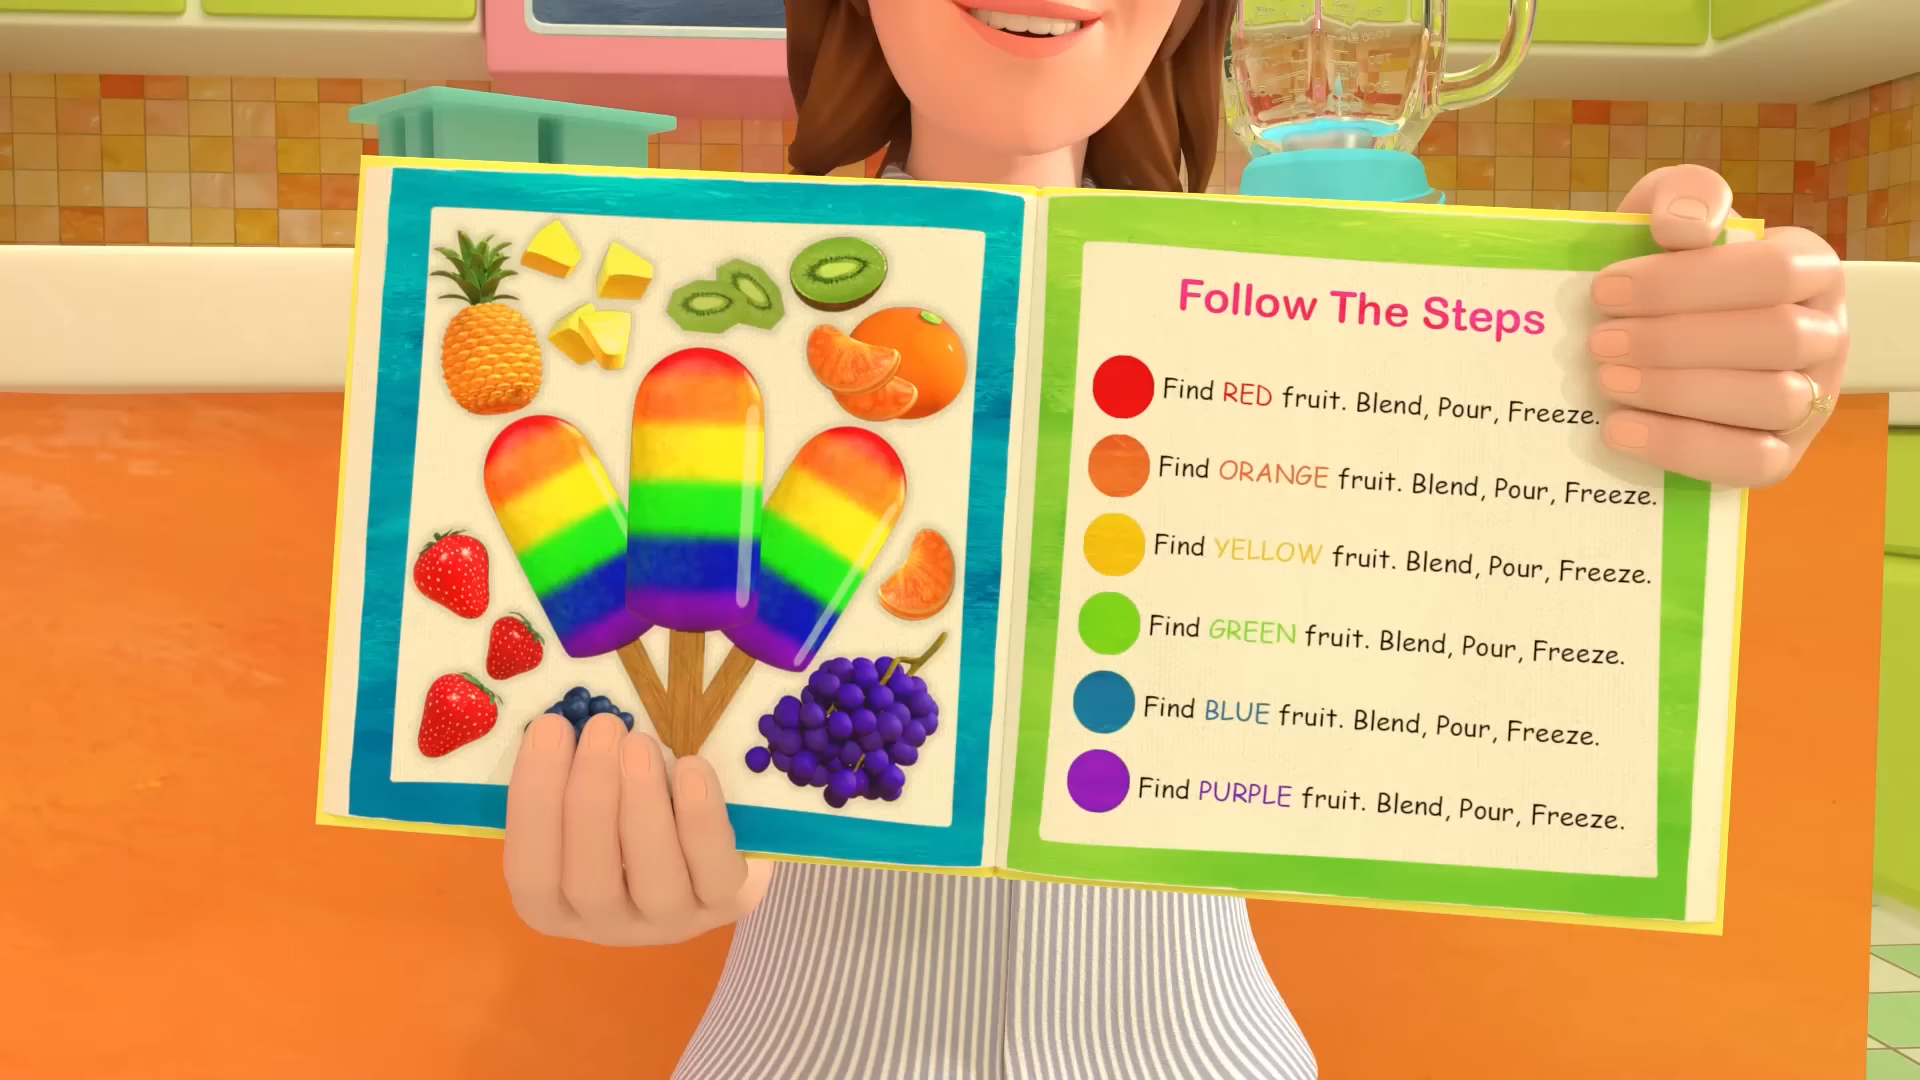 Follow The Steps
Find RED fruit. Blend, Pour, Freeze.
Find ORANGE fruit. Blend, Pour, Freeze.
Find YELLOW fruit. Blend, Pour, Freeze.
Find GREEN fruit. Blend, Pour, Freeze.
Find BLUE fruit. Blend, Pour, Freeze.
Find PURPLE fruit. Blend, Pour, Freeze.